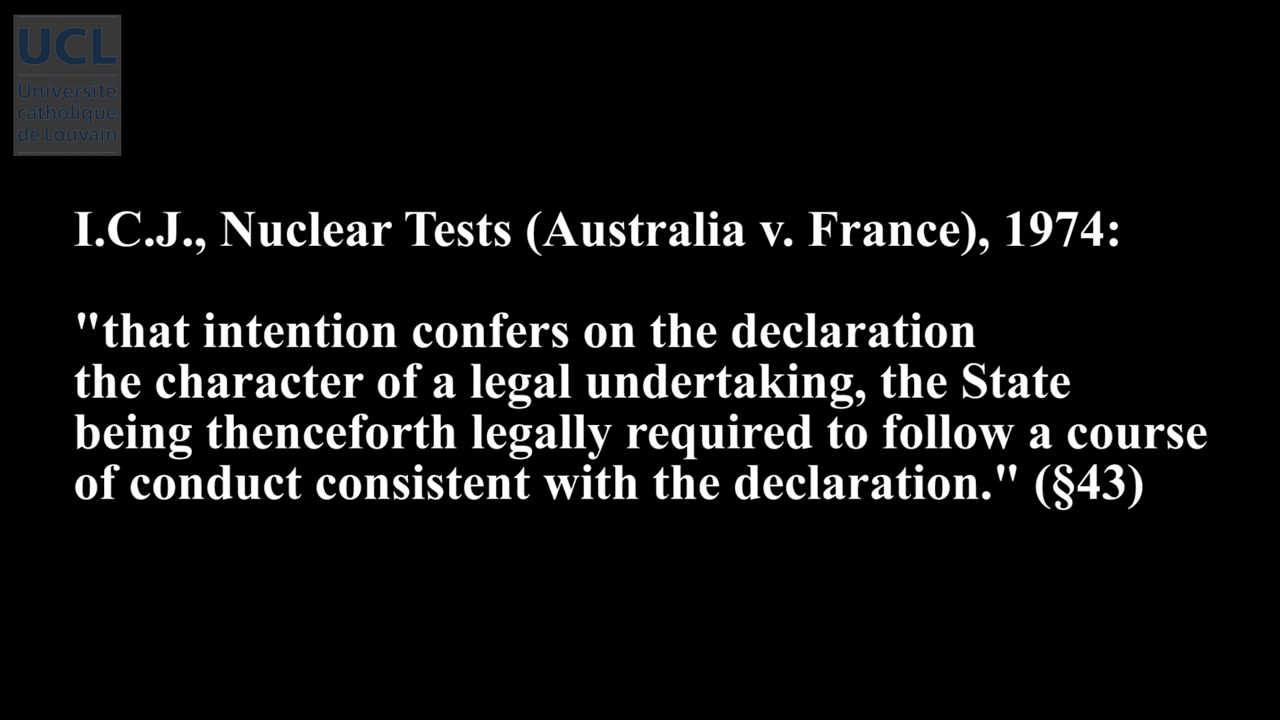 UCL
Université
catholique
de Louvain
I.C.J., Nuclear Tests (Australia v. France), 1974:
"that intention confers on the declaration
the character of a legal undertaking, the State
being thenceforth legally required to follow a course
of conduct consistent with the declaration." (§43)